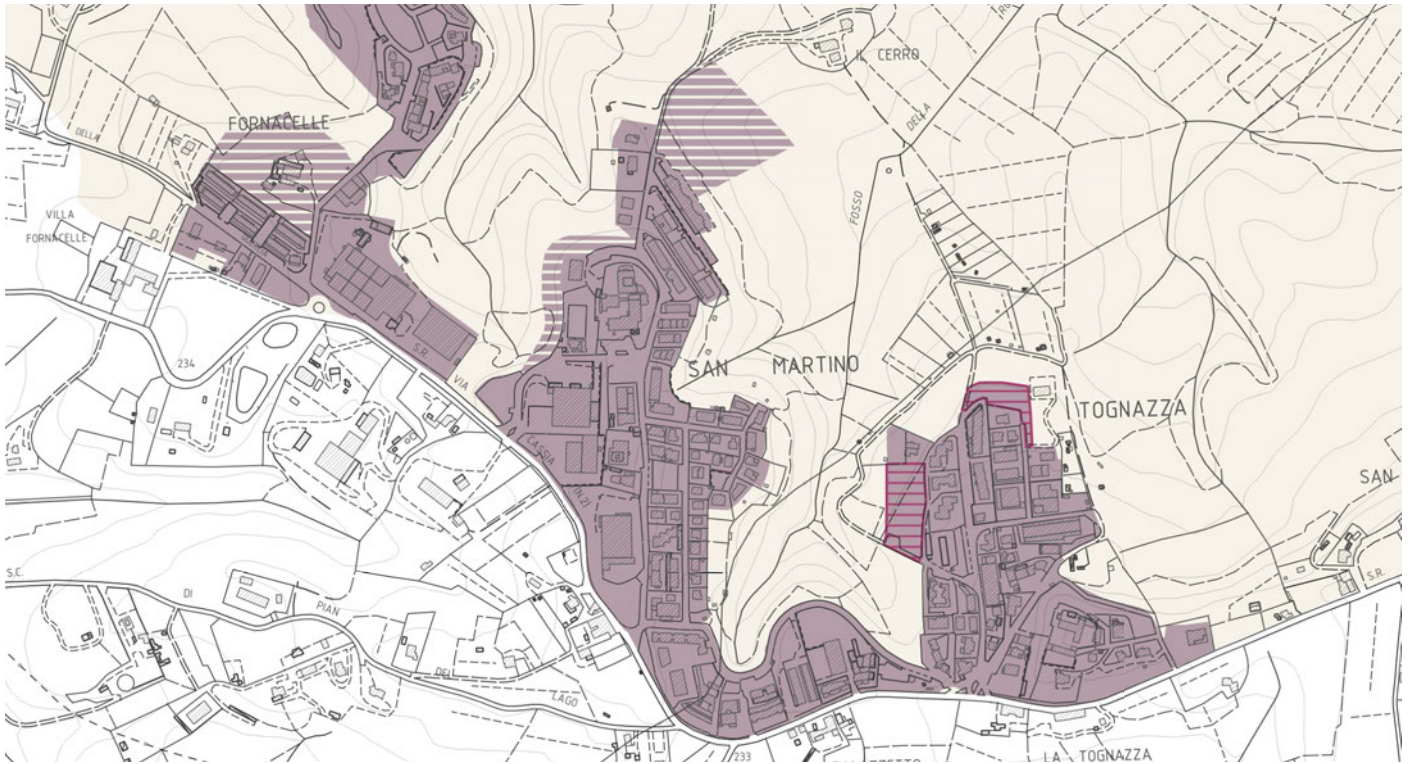 IL CERRO
FORNACELLE
DELLA
DELLA
FOSSO
VILLA
FORNACELLE
S.R.
234
VIA
SAN MARTINO
TOGNAZZA
CASSIA
(N 2)
SAN
S.R.
S.C.
DI
PIAN
DEL
LAGO
233
LA TOGNAZZA